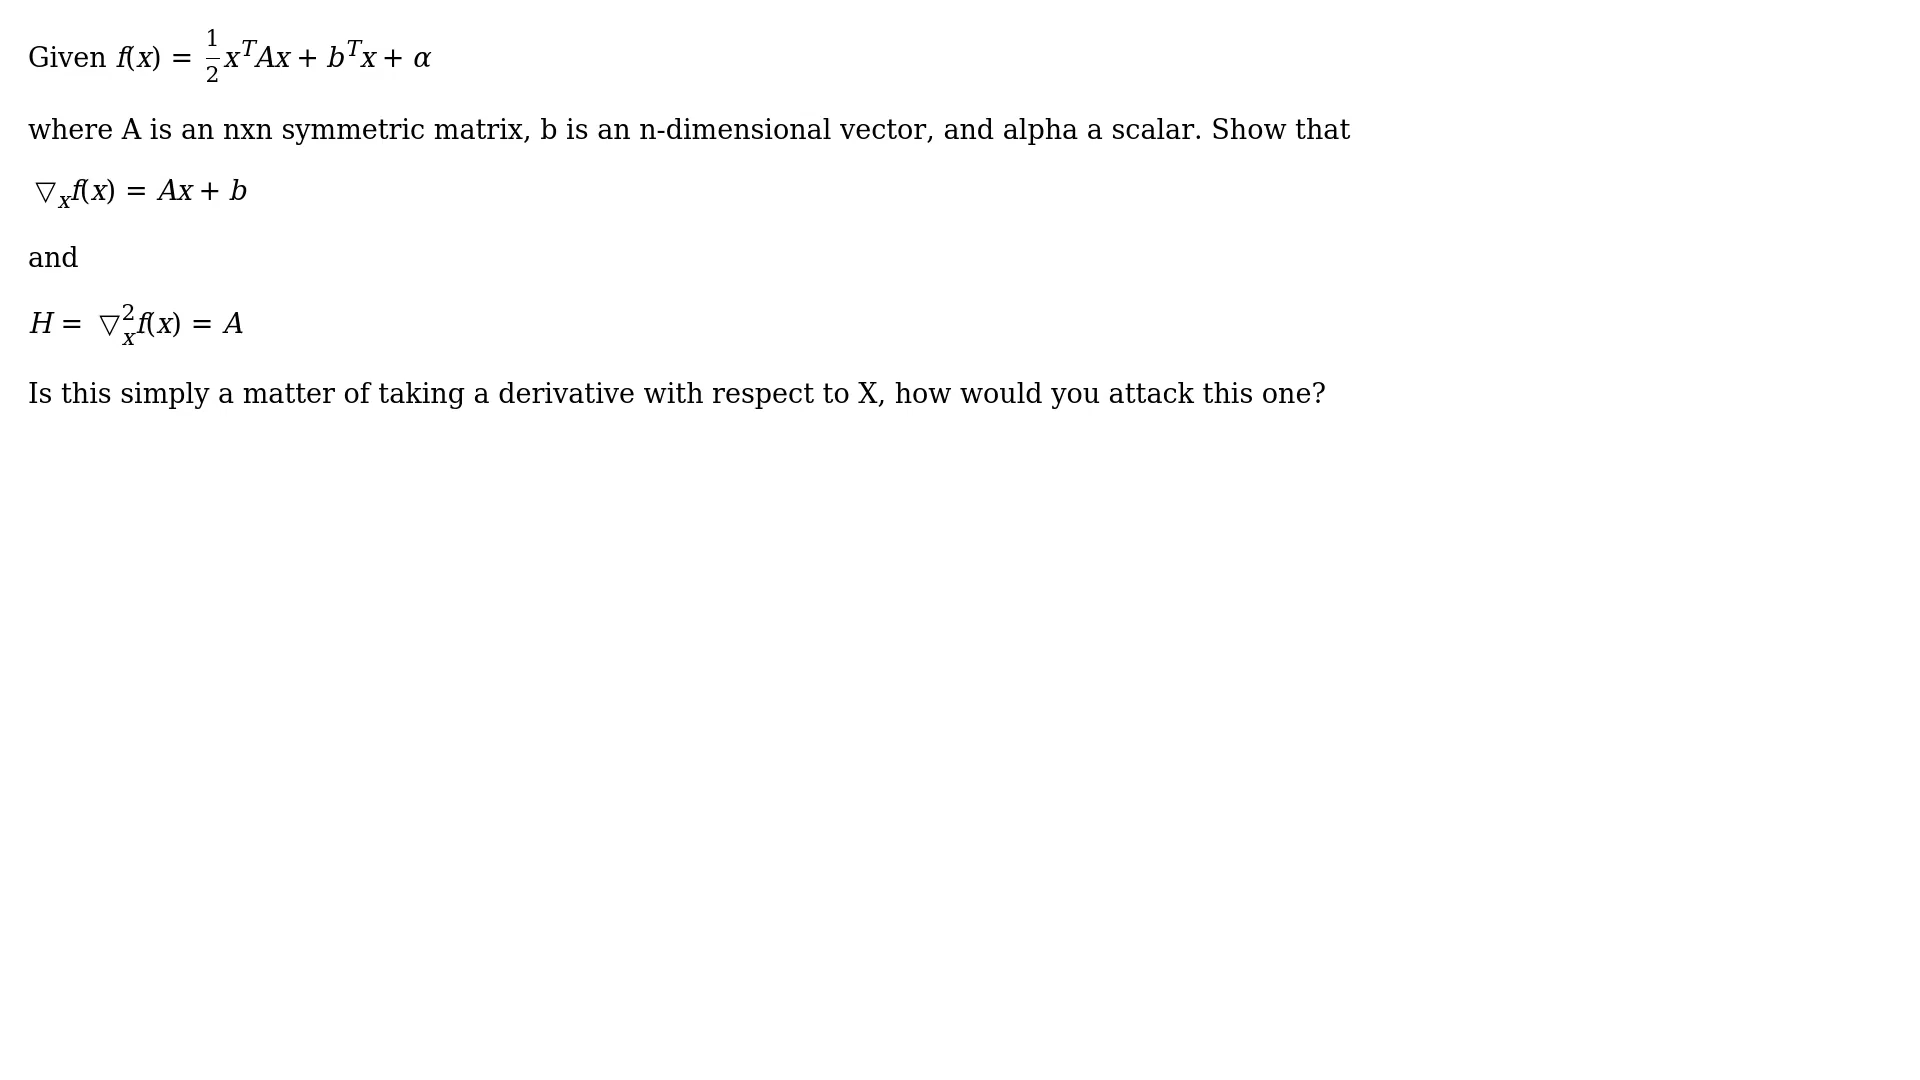 Given f(x) = \frac{1}{2} x^T Ax + b^T x + α
where A is an nxn symmetric matrix, b is an n-dimensional vector, and alpha a scalar. Show that
▽_x f(x) = Ax + b
and
H = ▽_x^2 f(x) = A
Is this simply a matter of taking a derivative with respect to X, how would you attack this one?